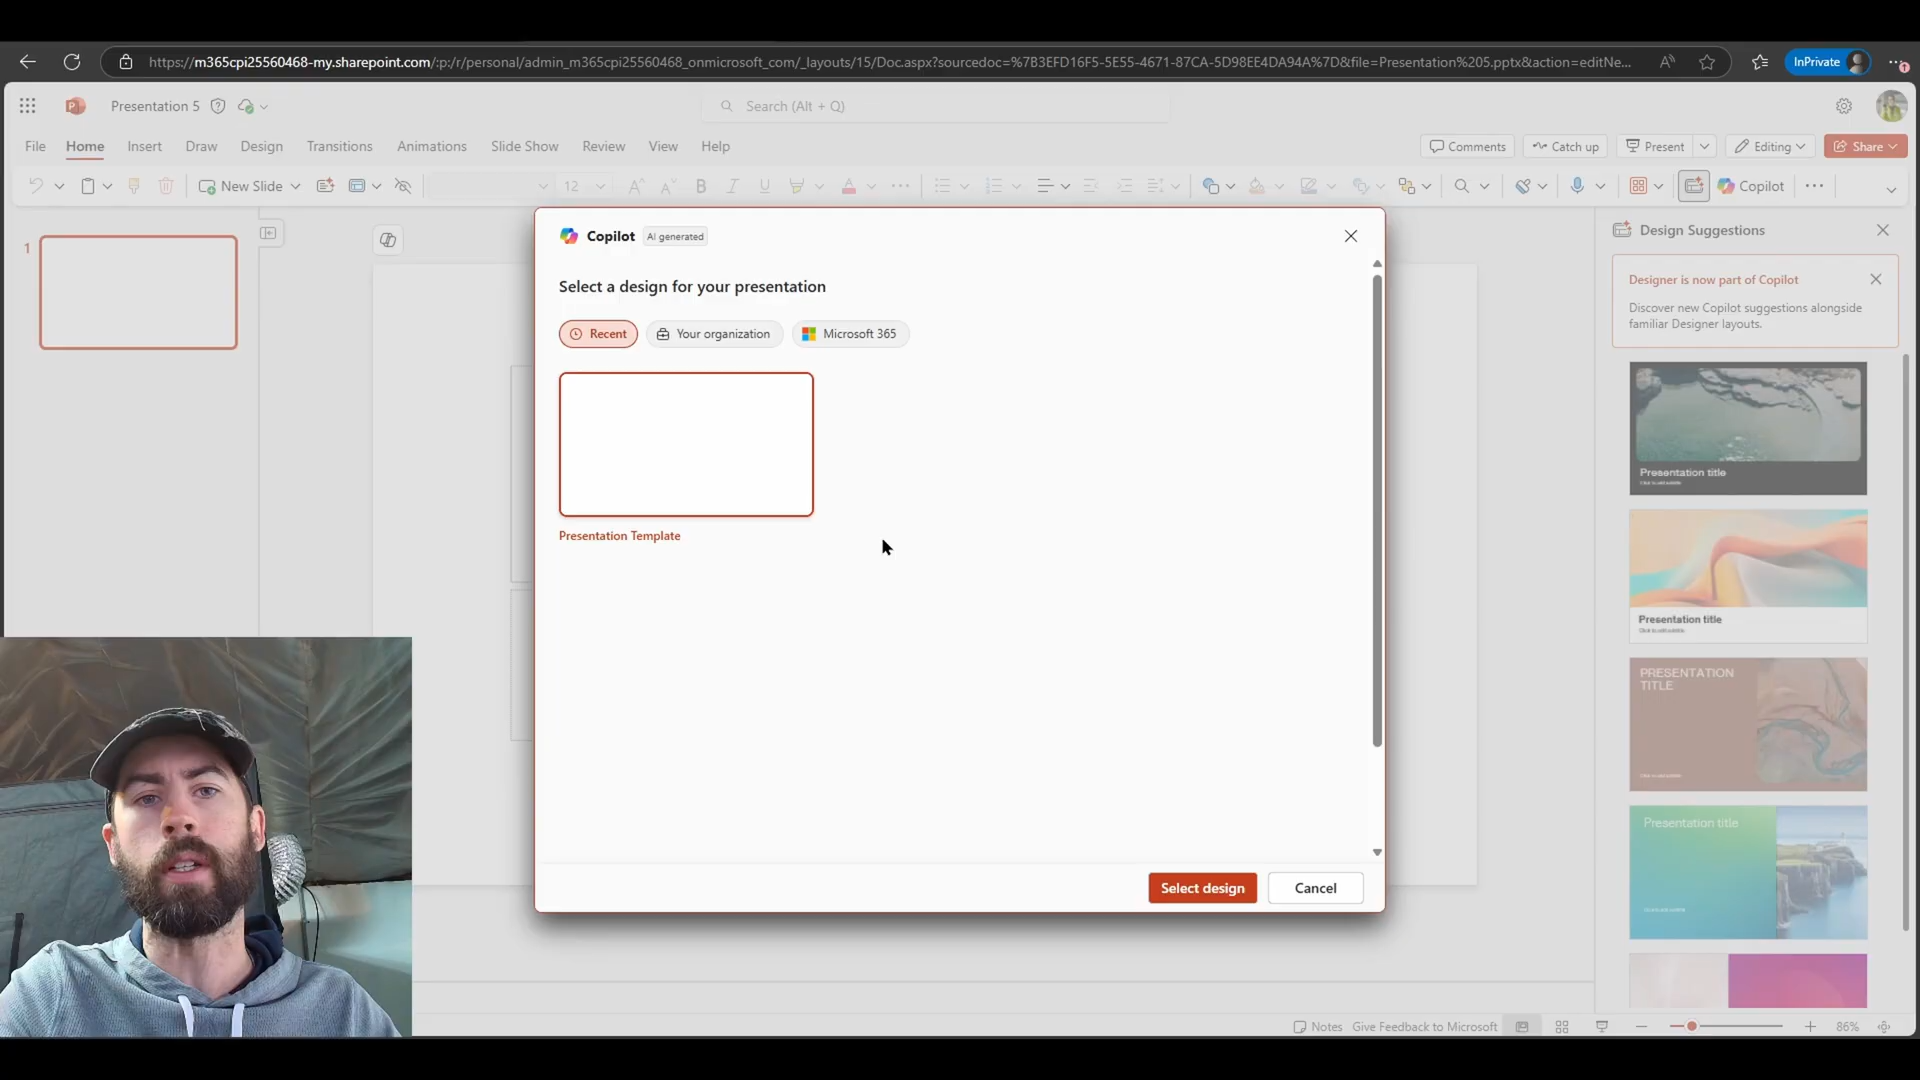 https://m365cpi25560468-my.sharepoint.com/:p:/r/personal/admin_m365cpi25560468_onmicrosoft_com/_layouts/15/Doc.aspx?sourcedoc=%7B3EFD16F5-5E55-4671-87CA-5D98EE4DA94A%7D&file=Presentation%205.pptx&action=editNe...
InPrivate
Presentation 5
Search (Alt + Q)
File Home Insert Draw Design Transitions Animations Slide Show Review View Help
Comments Catch up Present Editing Share
New Slide 12 B I U Copilot
1
Copilot AI generated
Select a design for your presentation
Recent Your organization Microsoft 365
Presentation Template
Select design Cancel
Design Suggestions
Designer is now part of Copilot
Discover new Copilot suggestions alongside
familiar Designer layouts.
Presentation title
Presentation title
PRESENTATION
TITLE
Presentation title
Notes Give Feedback to Microsoft 86%